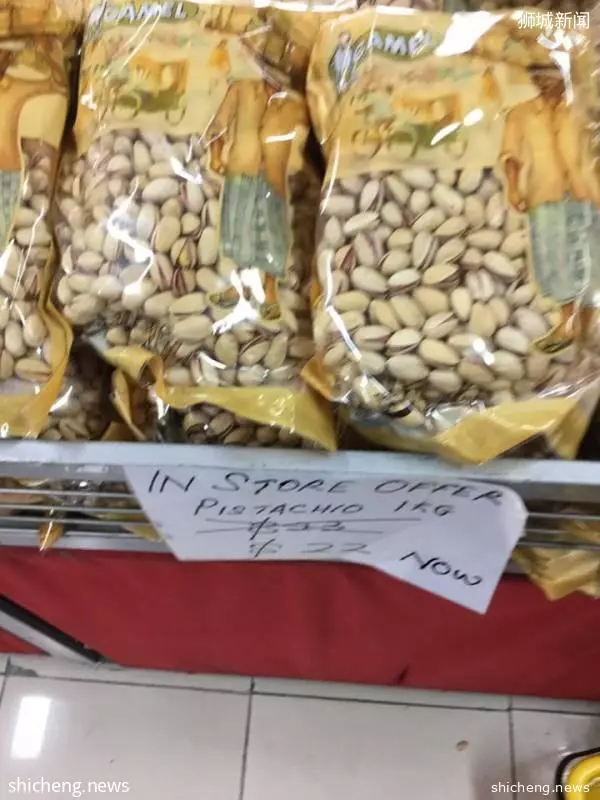 狮城新闻
CAMEL
CAMEL
IN STORE OFFER
PISTACHIO 1KG
$ 22 NOW
shicheng.news
shicheng.news